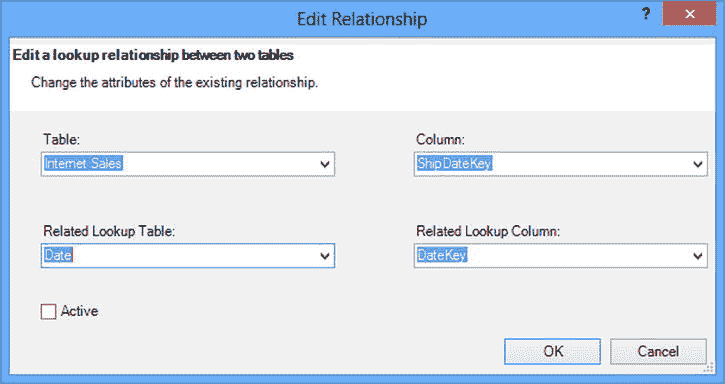 Edit Relationship
?
Edit a lookup relationship between two tables
Change the attributes of the existing relationship.
Table:
Column:
Internet Sales
ShipDateKey
Related Lookup Table:
Related Lookup Column:
Date
DateKey
Active
OK
Cancel